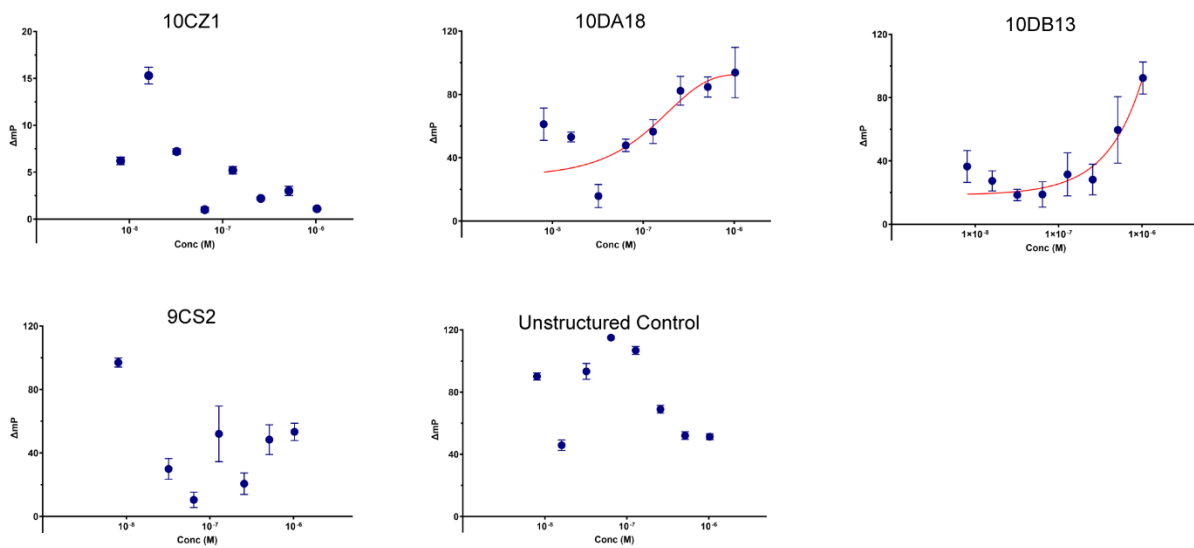 10CZ1
20
15
10
5
0
ΔmP
10⁻⁸ 10⁻⁷ 10⁻⁶
Conc (M)
10DA18
120
80
40
0
ΔmP
10⁻⁸ 10⁻⁷ 10⁻⁶
Conc (M)
10DB13
120
80
40
0
ΔmP
1×10⁻⁸ 1×10⁻⁷ 1×10⁻⁶
Conc (M)
9CS2
120
80
40
0
ΔmP
10⁻⁸ 10⁻⁷ 10⁻⁶
Conc (M)
Unstructured Control
120
80
40
0
ΔmP
10⁻⁸ 10⁻⁷ 10⁻⁶
Conc (M)